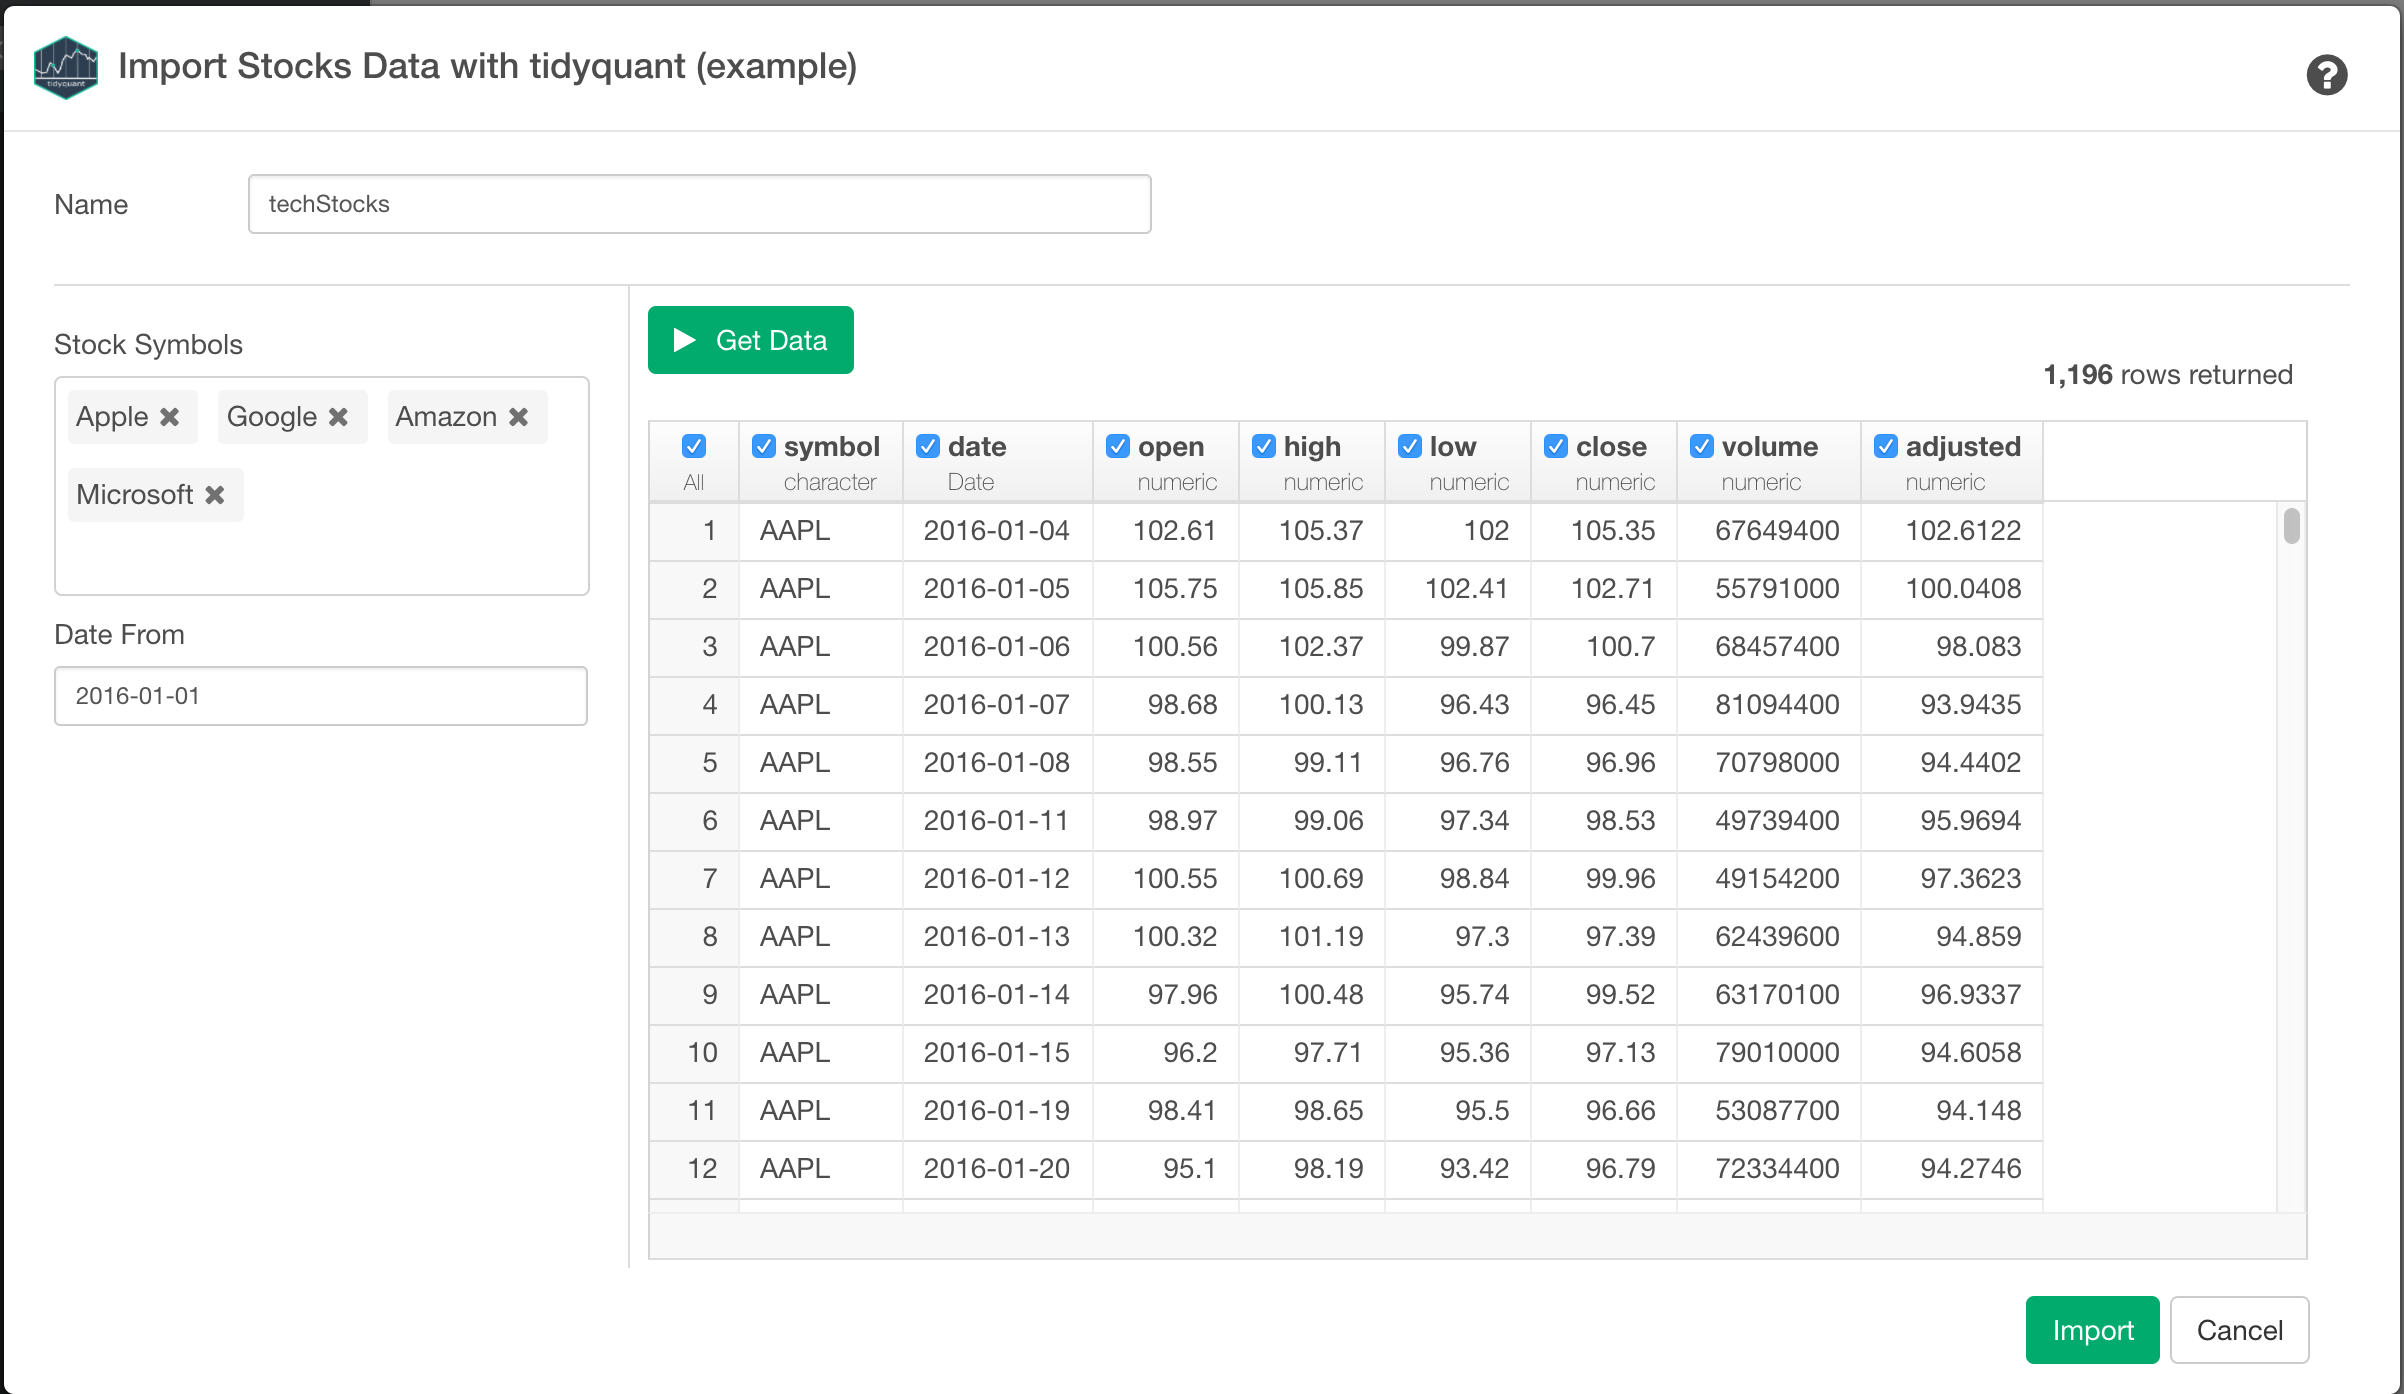 tidyquant
Import Stocks Data with tidyquant (example)
?
Name
techStocks
Stock Symbols
Apple ✖ Google ✖ Amazon ✖
Microsoft ✖
Date From
2016-01-01
Get Data
1,196 rows returned
symbol date open high low close volume adjusted
All character Date numeric numeric numeric numeric numeric numeric
1 AAPL 2016-01-04 102.61 105.37 102 105.35 67649400 102.6122
2 AAPL 2016-01-05 105.75 105.85 102.41 102.71 55791000 100.0408
3 AAPL 2016-01-06 100.56 102.37 99.87 100.7 68457400 98.083
4 AAPL 2016-01-07 98.68 100.13 96.43 96.45 81094400 93.9435
5 AAPL 2016-01-08 98.55 99.11 96.76 96.96 70798000 94.4402
6 AAPL 2016-01-11 98.97 99.06 97.34 98.53 49739400 95.9694
7 AAPL 2016-01-12 100.55 100.69 98.84 99.96 49154200 97.3623
8 AAPL 2016-01-13 100.32 101.19 97.3 97.39 62439600 94.859
9 AAPL 2016-01-14 97.96 100.48 95.74 99.52 63170100 96.9337
10 AAPL 2016-01-15 96.2 97.71 95.36 97.13 79010000 94.6058
11 AAPL 2016-01-19 98.41 98.65 95.5 96.66 53087700 94.148
12 AAPL 2016-01-20 95.1 98.19 93.42 96.79 72334400 94.2746
Import Cancel